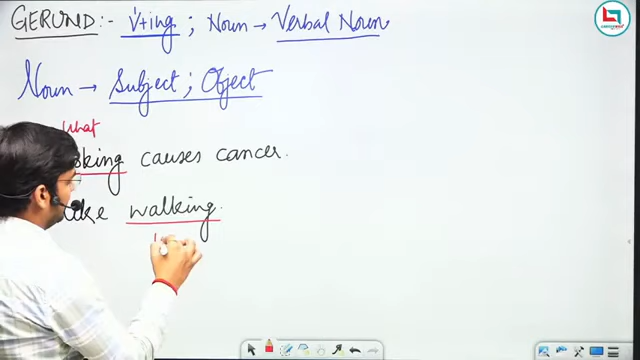 GERUND :- V+ing ; Noun → Verbal Noun
Noun → Subject ; Object
What
causes cancer.
walking.